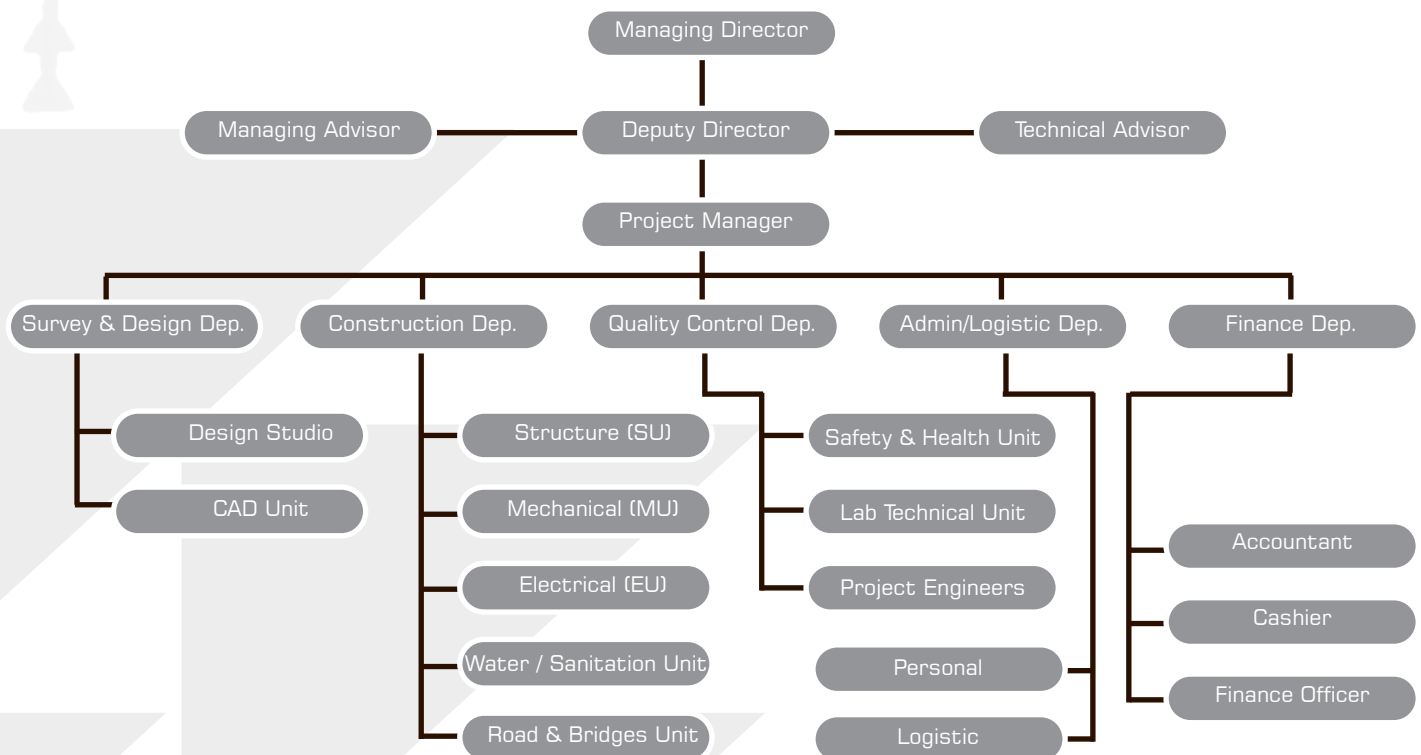 Managing Director
Managing Advisor
Deputy Director
Technical Advisor
Project Manager
Survey & Design Dep.
Construction Dep.
Quality Control Dep.
Admin/Logistic Dep.
Finance Dep.
Design Studio
CAD Unit
Structure (SU)
Mechanical (MU)
Electrical (EU)
Water / Sanitation Unit
Road & Bridges Unit
Safety & Health Unit
Lab Technical Unit
Project Engineers
Personal
Logistic
Accountant
Cashier
Finance Officer